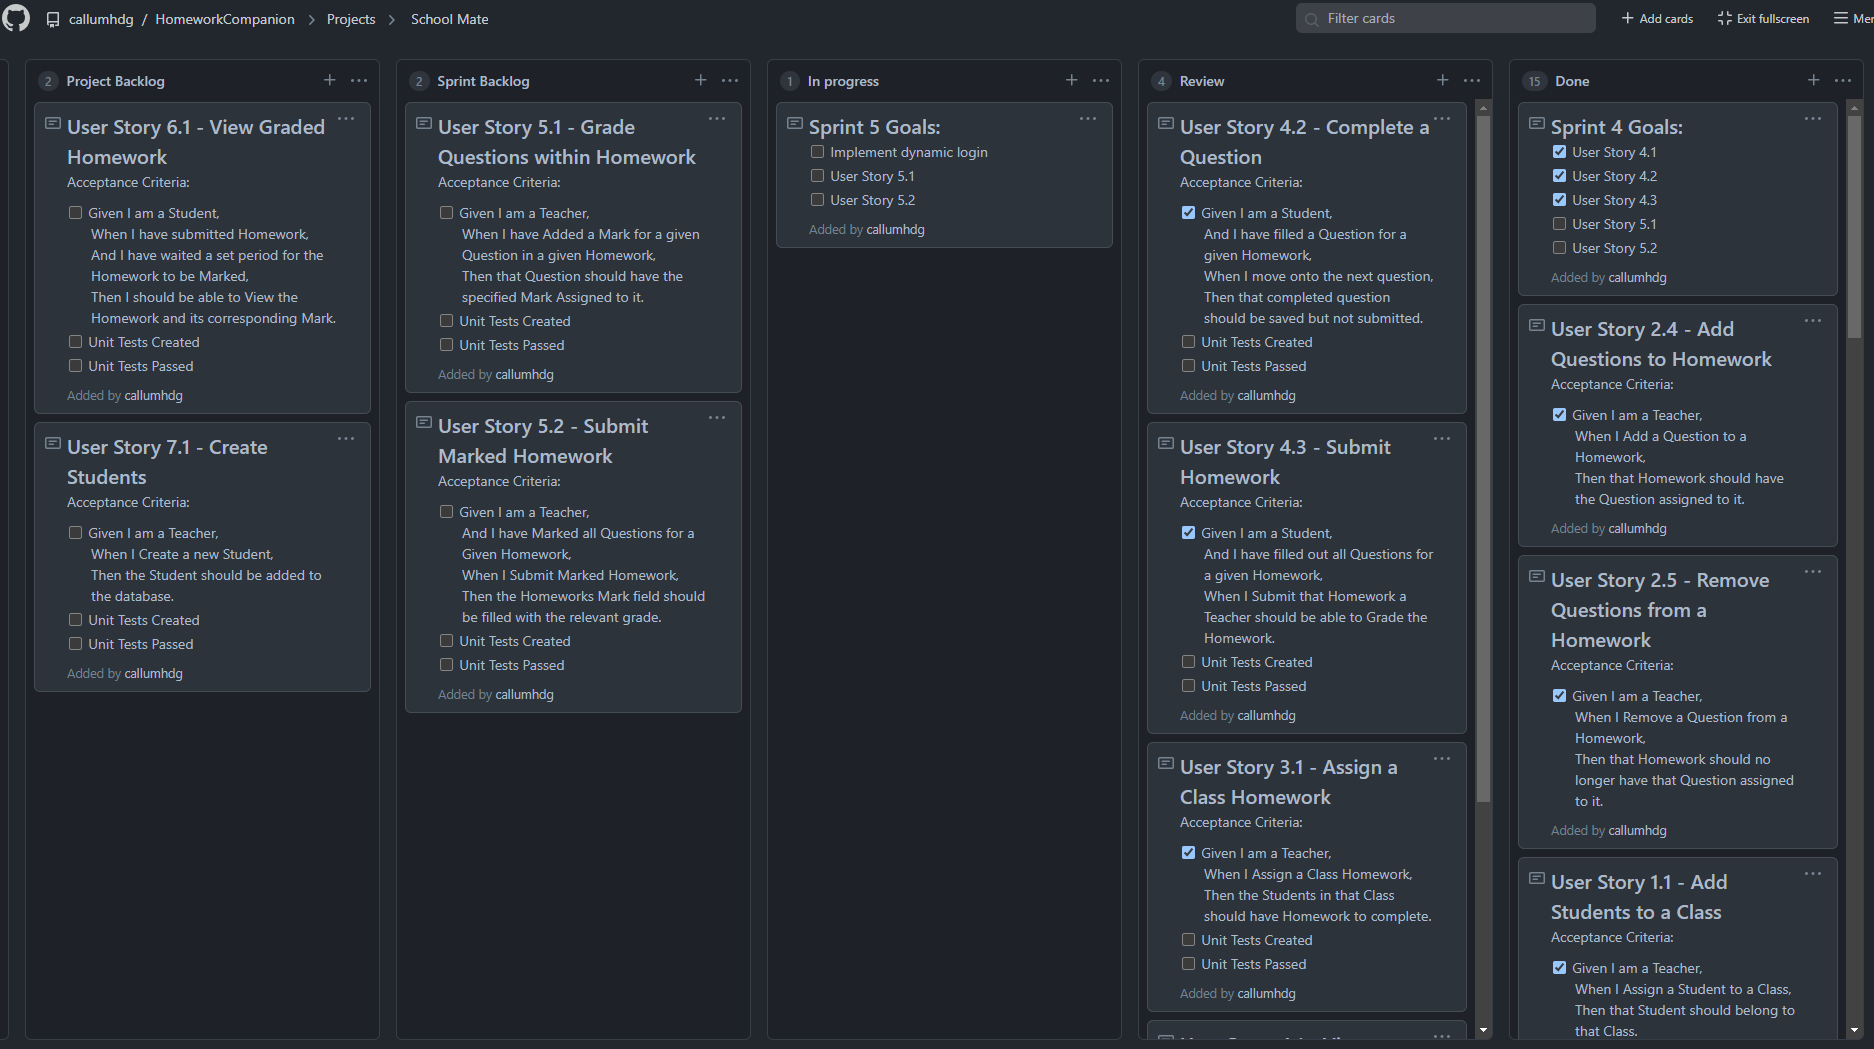 callumhdg / HomeworkCompanion > Projects > School Mate
Filter cards
+ Add cards
Exit fullscreen
2 Project Backlog
User Story 6.1 - View Graded
Homework
Acceptance Criteria:
Given I am a Student,
When I have submitted Homework,
And I have waited a set period for the
Homework to be Marked,
Then I should be able to View the
Homework and its corresponding Mark.
Unit Tests Created
Unit Tests Passed
Added by callumhdg
User Story 7.1 - Create
Students
Acceptance Criteria:
Given I am a Teacher,
When I Create a new Student,
Then the Student should be added to
the database.
Unit Tests Created
Unit Tests Passed
Added by callumhdg
2 Sprint Backlog
User Story 5.1 - Grade
Questions within Homework
Acceptance Criteria:
Given I am a Teacher,
When I have Added a Mark for a given
Question in a given Homework,
Then that Question should have the
specified Mark Assigned to it.
Unit Tests Created
Unit Tests Passed
Added by callumhdg
User Story 5.2 - Submit
Marked Homework
Acceptance Criteria:
Given I am a Teacher,
And I have Marked all Questions for a
Given Homework,
When I Submit Marked Homework,
Then the Homeworks Mark field should
be filled with the relevant grade.
Unit Tests Created
Unit Tests Passed
Added by callumhdg
1 In progress
Sprint 5 Goals:
Implement dynamic login
User Story 5.1
User Story 5.2
Added by callumhdg
4 Review
User Story 4.2 - Complete a
Question
Acceptance Criteria:
Given I am a Student,
And I have filled a Question for a
given Homework,
When I move onto the next question,
Then that completed question
should be saved but not submitted.
Unit Tests Created
Unit Tests Passed
Added by callumhdg
User Story 4.3 - Submit
Homework
Acceptance Criteria:
Given I am a Student,
And I have filled out all Questions for
a given Homework,
When I Submit that Homework a
Teacher should be able to Grade the
Homework.
Unit Tests Created
Unit Tests Passed
Added by callumhdg
User Story 3.1 - Assign a
Class Homework
Acceptance Criteria:
Given I am a Teacher,
When I Assign a Class Homework,
Then the Students in that Class
should have Homework to complete.
Unit Tests Created
Unit Tests Passed
Added by callumhdg
15 Done
Sprint 4 Goals:
User Story 4.1
User Story 4.2
User Story 4.3
User Story 5.1
User Story 5.2
Added by callumhdg
User Story 2.4 - Add
Questions to Homework
Acceptance Criteria:
Given I am a Teacher,
When I Add a Question to a
Homework,
Then that Homework should have
the Question assigned to it.
Added by callumhdg
User Story 2.5 - Remove
Questions from a
Homework
Acceptance Criteria:
Given I am a Teacher,
When I Remove a Question from a
Homework,
Then that Homework should no
longer have that Question assigned
to it.
Added by callumhdg
User Story 1.1 - Add
Students to a Class
Acceptance Criteria:
Given I am a Teacher,
When I Assign a Student to a Class,
Then that Student should belong to
that Class.